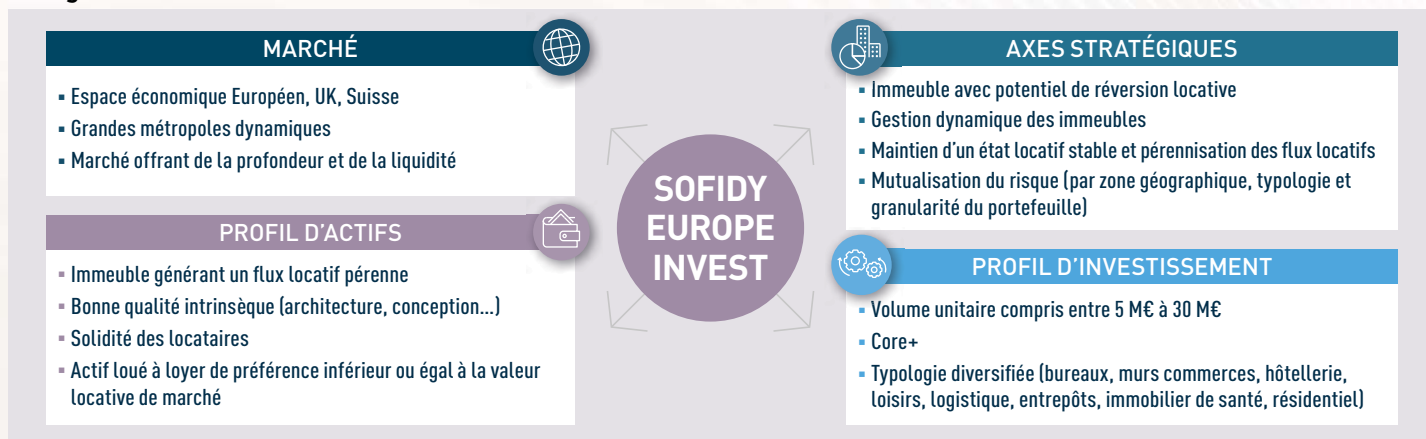 MARCHÉ
▪ Espace économique Européen, UK, Suisse
▪ Grandes métropoles dynamiques
▪ Marché offrant de la profondeur et de la liquidité
PROFIL D'ACTIFS
▪ Immeuble générant un flux locatif pérenne
▪ Bonne qualité intrinsèque (architecture, conception...)
▪ Solidité des locataires
▪ Actif loué à loyer de préférence inférieur ou égal à la valeur
locative de marché
SOFIDY
EUROPE
INVEST
AXES STRATÉGIQUES
▪ Immeuble avec potentiel de réversion locative
▪ Gestion dynamique des immeubles
▪ Maintien d'un état locatif stable et pérennisation des flux locatifs
▪ Mutualisation du risque (par zone géographique, typologie et
granularité du portefeuille)
PROFIL D'INVESTISSEMENT
▪ Volume unitaire compris entre 5 M€ à 30 M€
▪ Core+
▪ Typologie diversifiée (bureaux, murs commerces, hôtellerie,
loisirs, logistique, entrepôts, immobilier de santé, résidentiel)